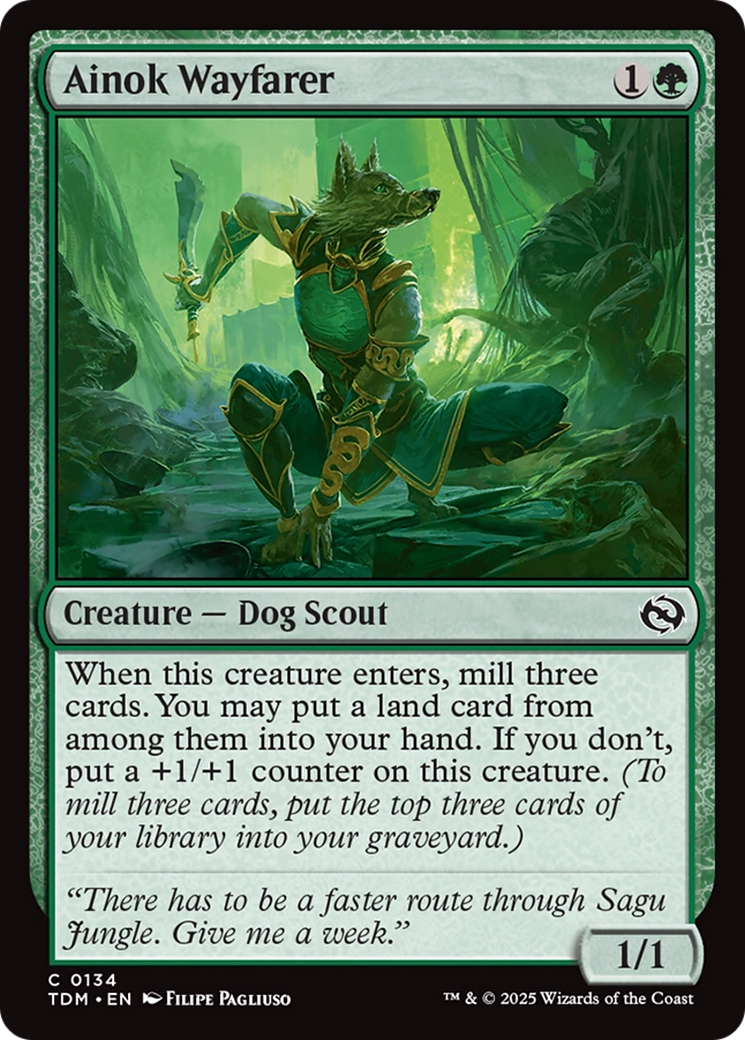 Ainok Wayfarer
1
Creature — Dog Scout
When this creature enters, mill three
cards. You may put a land card from
among them into your hand. If you don't,
put a +1/+1 counter on this creature. (To
mill three cards, put the top three cards of
your library into your graveyard.)
“There has to be a faster route through Sagu
Jungle. Give me a week.”
1/1
C 0134
TDM • EN Filipe Pagliuso
™ & © 2025 Wizards of the Coast